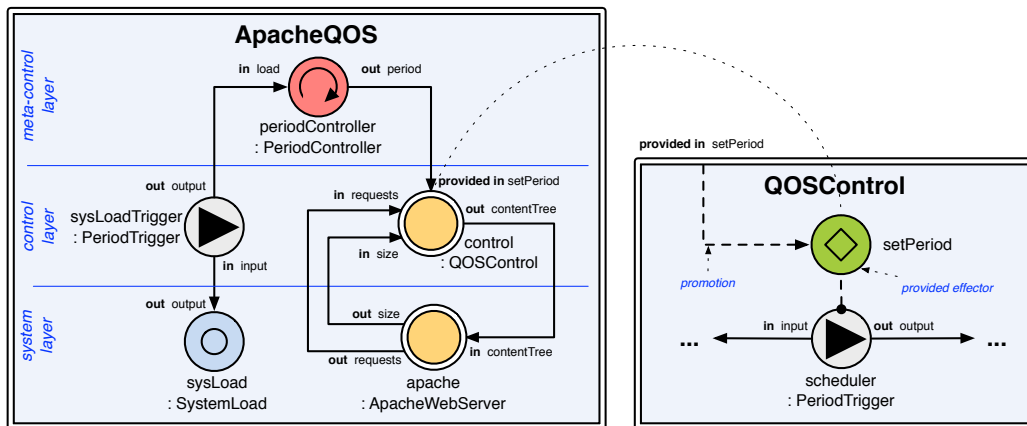 ApacheQOS
meta-control
layer
in load
out period
periodController
: PeriodController
provided in setPeriod
out output
in requests
provided in setPeriod
out contentTree
control
layer
sysLoadTrigger
: PeriodTrigger
in size
control
: QOSControl
in input
system
layer
out output
out size
out requests
in contentTree
sysLoad
: SystemLoad
apache
: ApacheWebServer
QOSControl
setPeriod
promotion
provided effector
in input
out output
...
...
scheduler
: PeriodTrigger